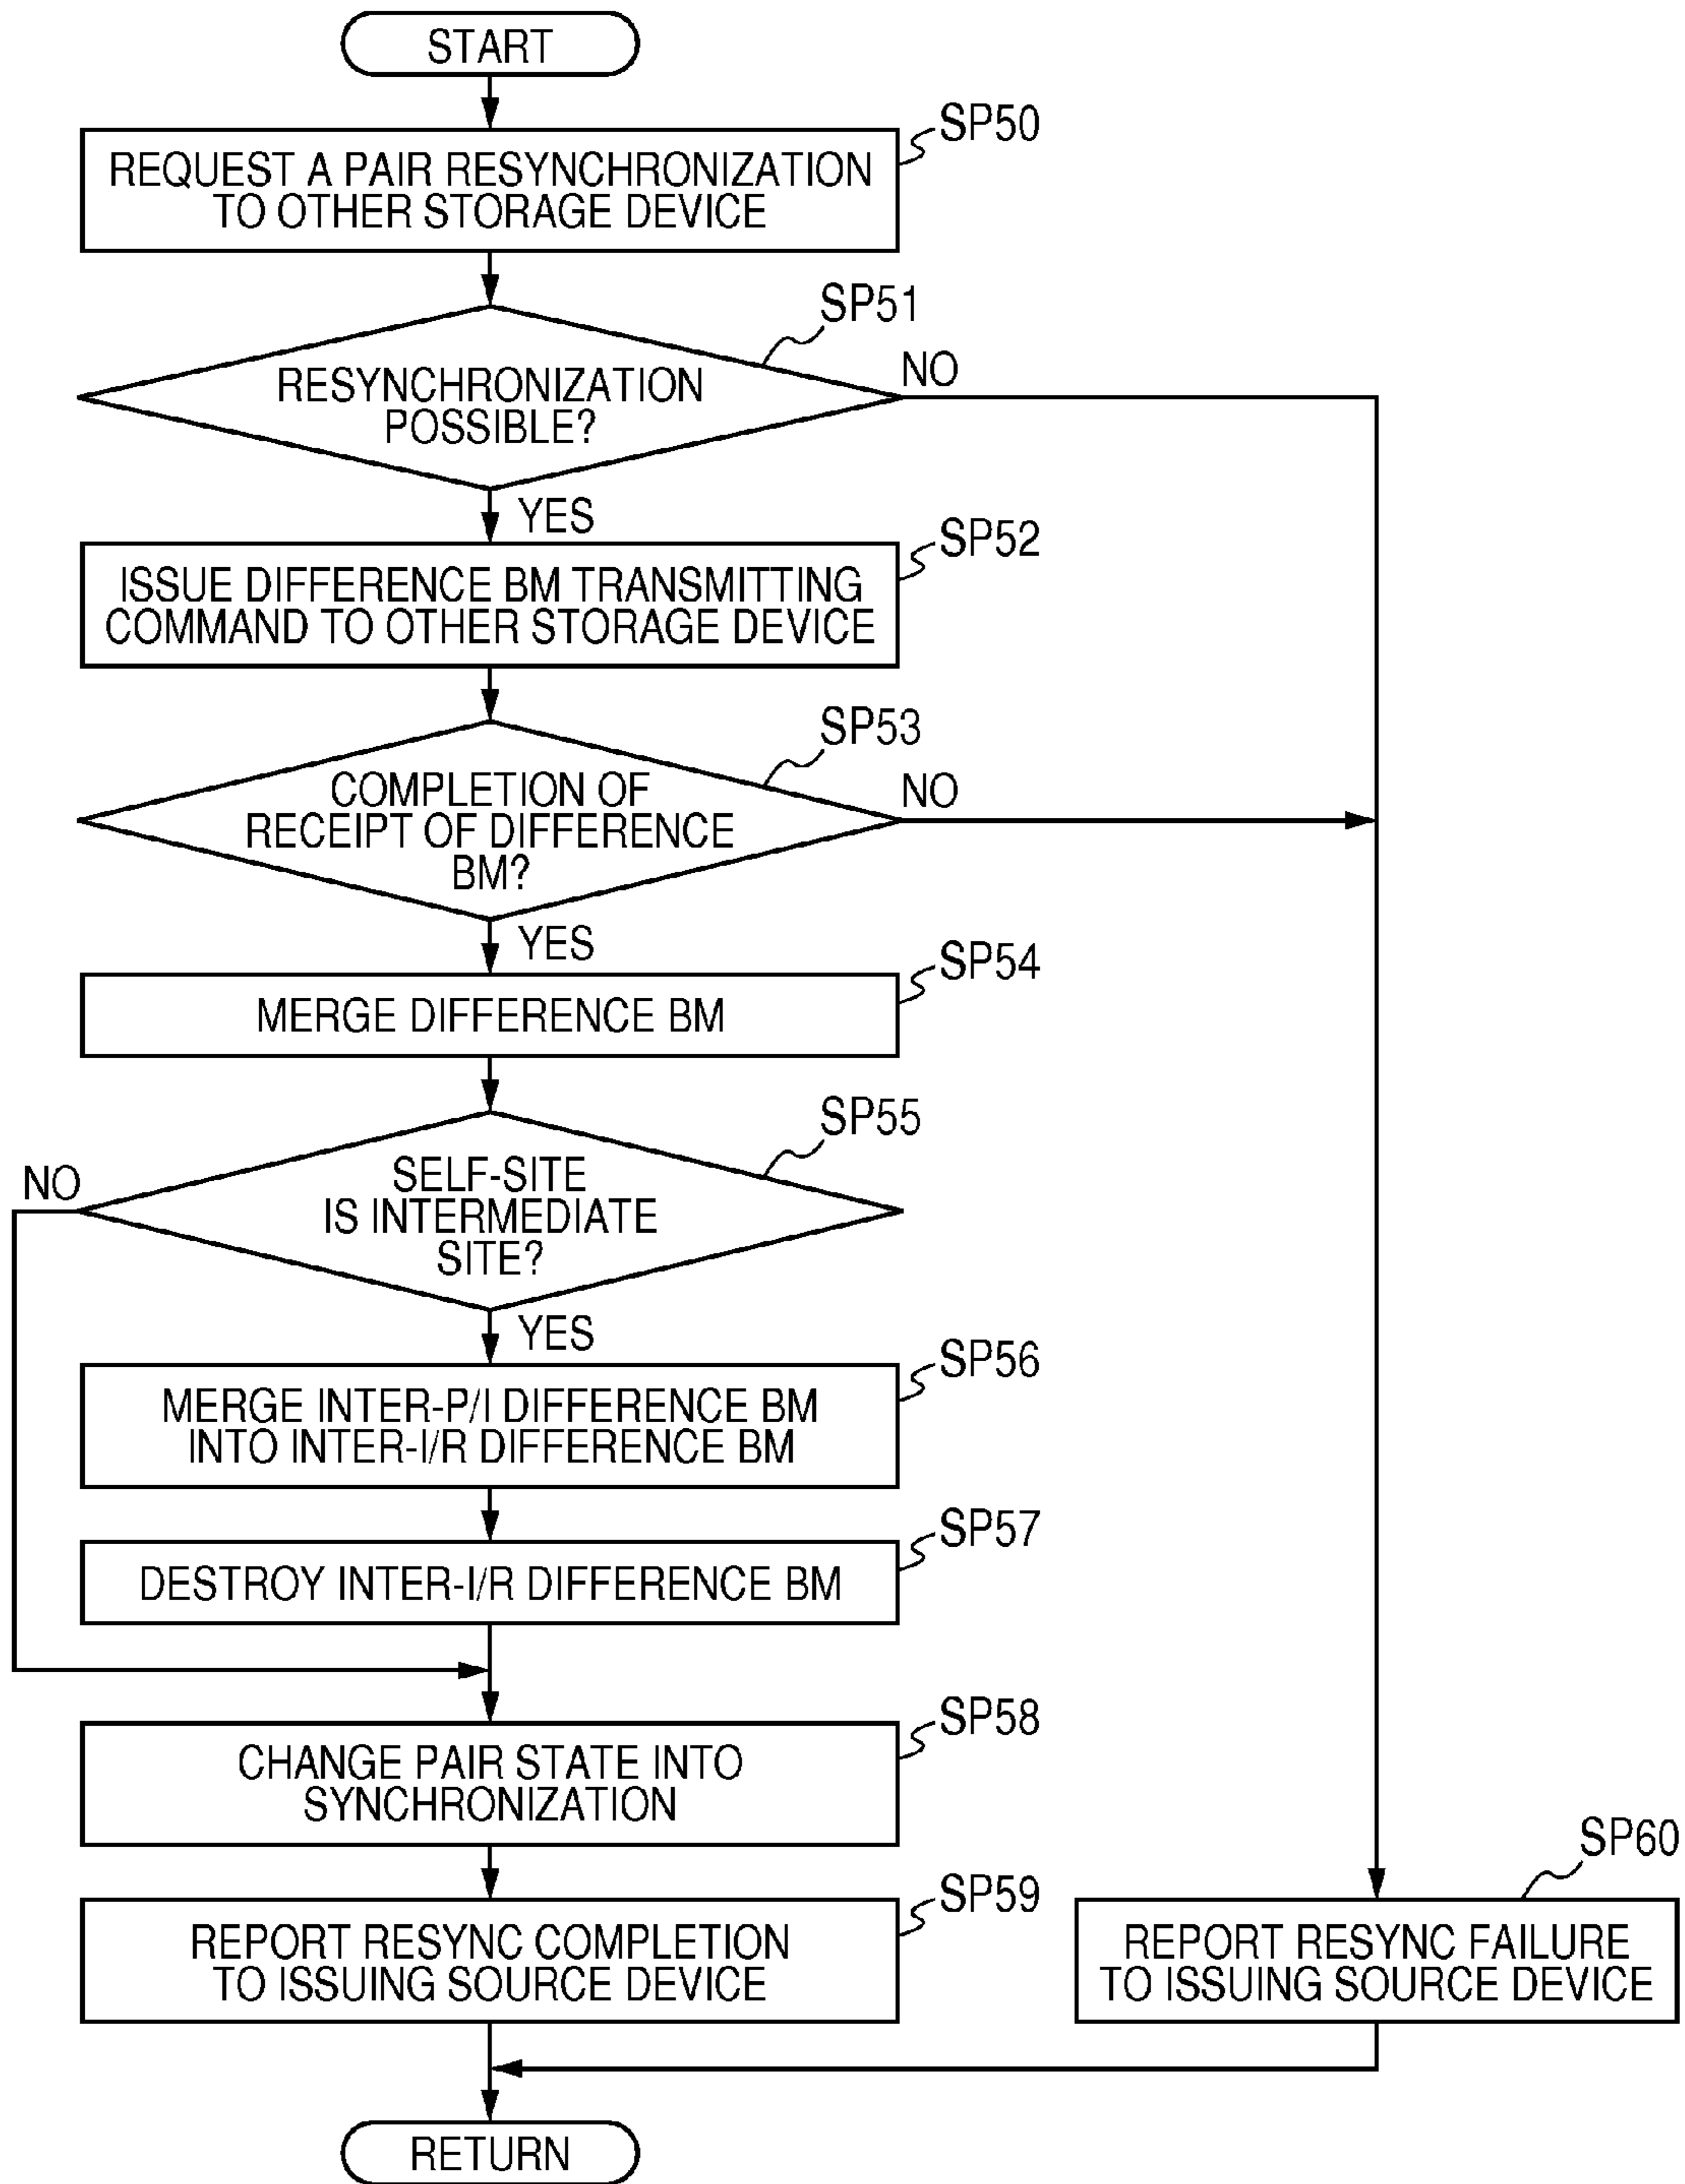 START
SP50
REQUEST A PAIR RESYNCHRONIZATION
TO OTHER STORAGE DEVICE
SP51
RESYNCHRONIZATION
POSSIBLE?
NO
YES
SP52
ISSUE DIFFERENCE BM TRANSMITTING
COMMAND TO OTHER STORAGE DEVICE
SP53
COMPLETION OF
RECEIPT OF DIFFERENCE
BM?
NO
YES
SP54
MERGE DIFFERENCE BM
SP55
SELF-SITE
IS INTERMEDIATE
SITE?
NO
YES
SP56
MERGE INTER-P/I DIFFERENCE BM
INTO INTER-I/R DIFFERENCE BM
SP57
DESTROY INTER-I/R DIFFERENCE BM
SP58
CHANGE PAIR STATE INTO
SYNCHRONIZATION
SP59
REPORT RESYNC COMPLETION
TO ISSUING SOURCE DEVICE
SP60
REPORT RESYNC FAILURE
TO ISSUING SOURCE DEVICE
RETURN